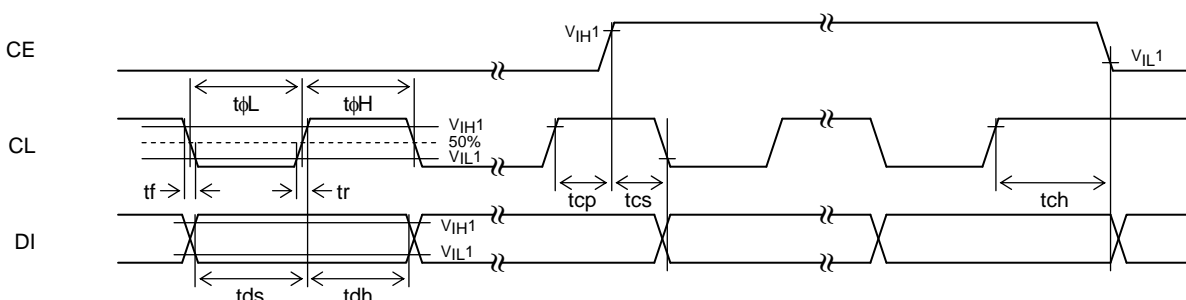 CE
VIH1
VIL1
tϕL
tϕH
CL
VIH1
50%
VIL1
tf
tr
tcp
tcs
tch
DI
VIH1
VIL1
tds
tdh